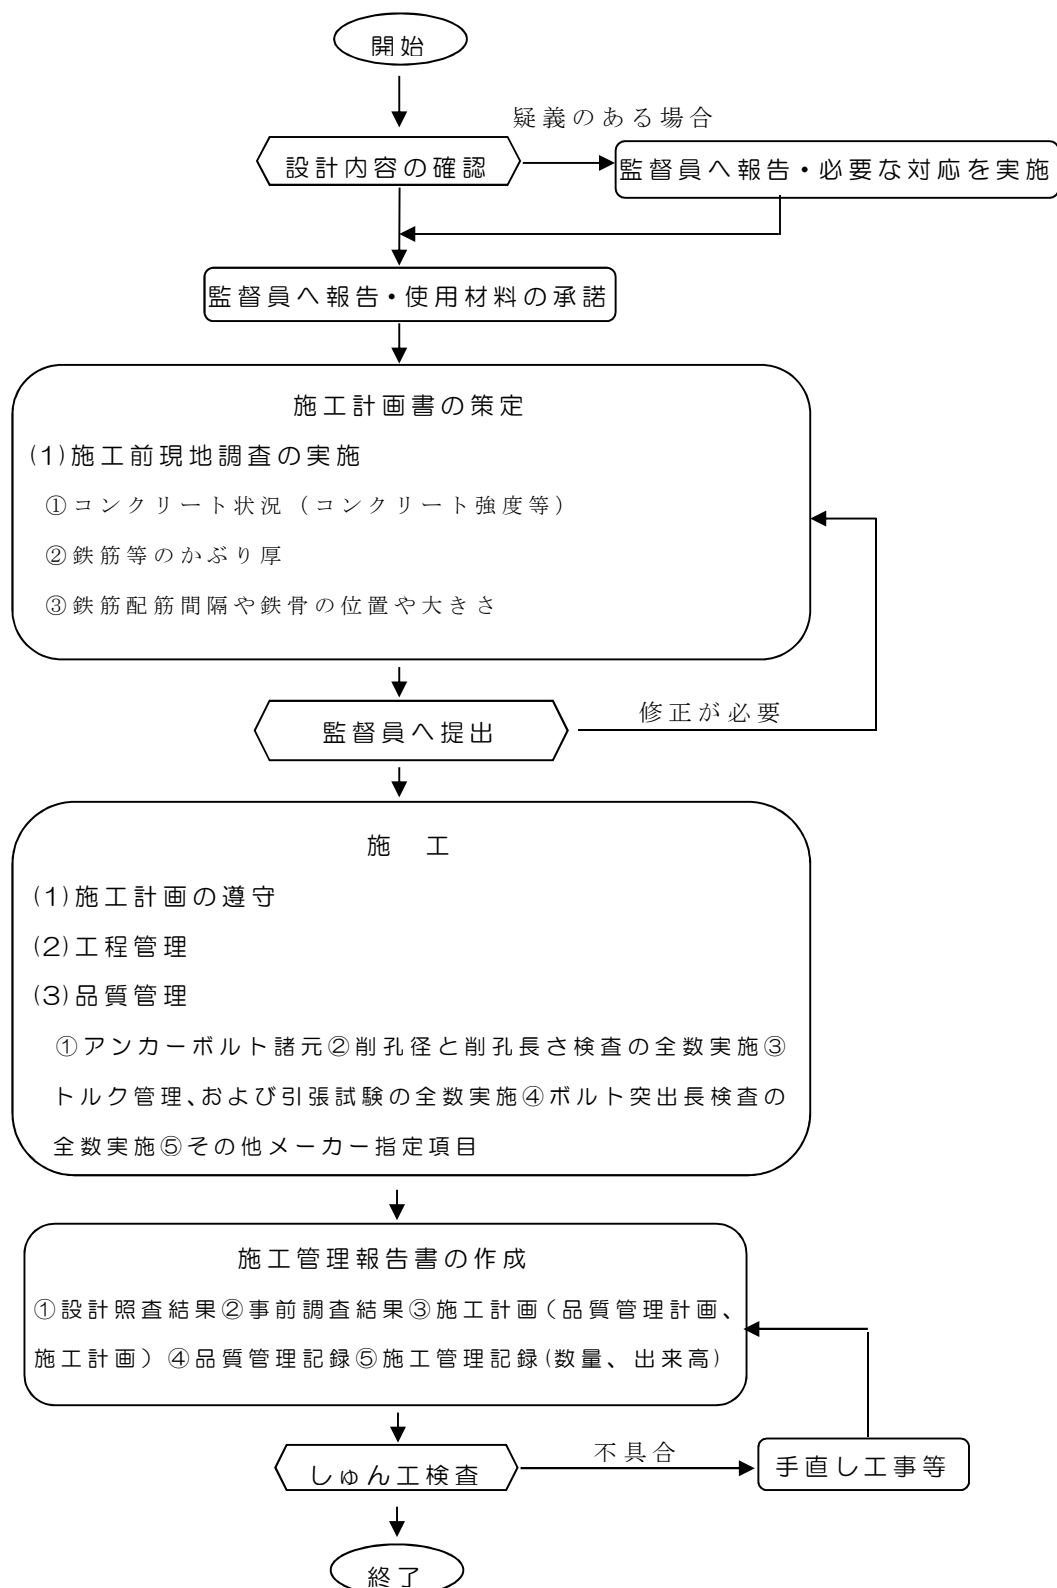 開始
疑義のある場合
設計内容の確認
監督員へ報告・必要な対応を実施
監督員へ報告・使用材料の承諾
施工計画書の策定
(1)施工前現地調査の実施
①コンクリート状況（コンクリート強度等）
②鉄筋等のかぶり厚
③鉄筋配筋間隔や鉄骨の位置や大きさ
監督員へ提出
修正が必要
施　工
(1)施工計画の遵守
(2)工程管理
(3)品質管理
①アンカーボルト諸元②削孔径と削孔長さ検査の全数実施③
トルク管理、および引張試験の全数実施④ボルト突出長検査の
全数実施⑤その他メーカー指定項目
施工管理報告書の作成
①設計照査結果②事前調査結果③施工計画（品質管理計画、
施工計画）④品質管理記録⑤施工管理記録(数量、出来高)
しゅん工検査
不具合
手直し工事等
終了